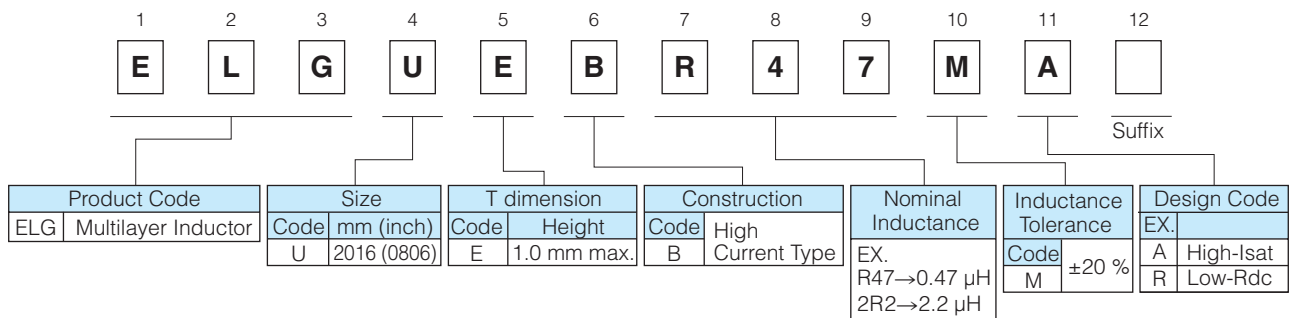 1 2 3 4 5 6 7 8 9 10 11 12
E L G U E B R 4 7 M A
Suffix
Product Code
ELG Multilayer Inductor
Size
Code mm (inch)
U 2016 (0806)
T dimension
Code Height
E 1.0 mm max.
Construction
Code
B
High
Current Type
Nominal
Inductance
EX.
R47→0.47 μH
2R2→2.2 μH
Inductance
Tolerance
Code
M
±20 %
Design Code
EX.
A High-Isat
R Low-Rdc